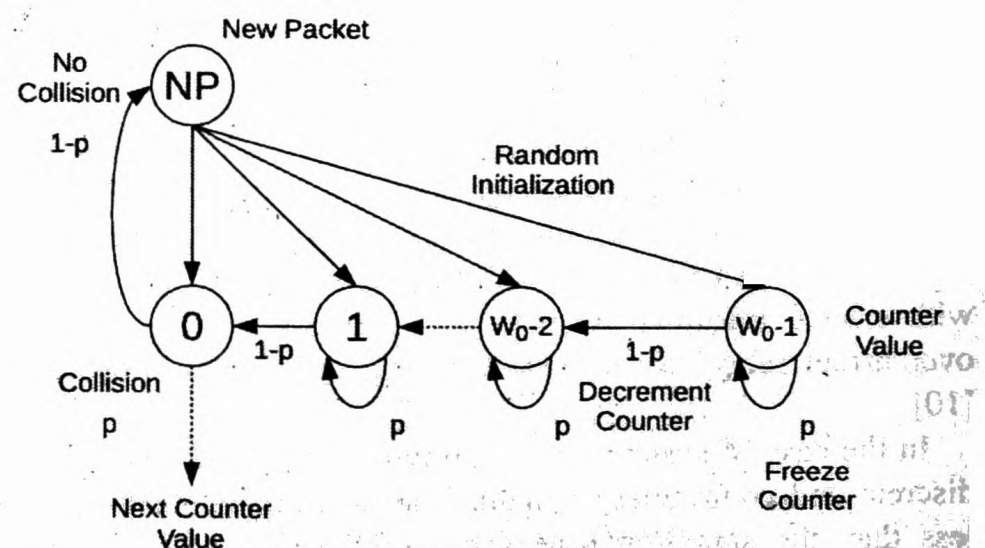 New Packet
No
Collision
NP
1-p
Random
Initialization
0
1
W₀-2
W₀-1
Counter
Value
1-p
1-p
Collision
p
p
p
Decrement
Counter
p
Freeze
Counter
Next Counter
Value